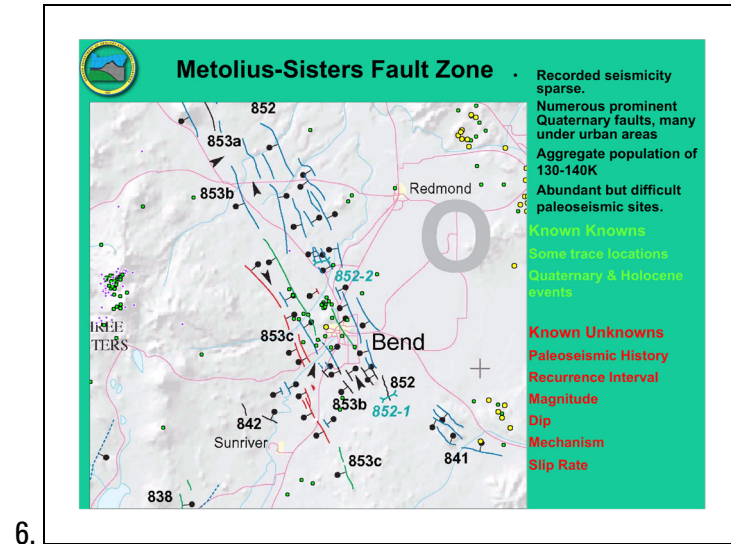 Metolius-Sisters Fault Zone
• Recorded seismicity
sparse.
Numerous prominent
Quaternary faults, many
under urban areas
Aggregate population of
130-140K
Abundant but difficult
paleoseismic sites.
Known Knowns
Some trace locations
Quaternary & Holocene
events
Known Unknowns
Paleoseismic History
Recurrence Interval
Magnitude
Dip
Mechanism
Slip Rate
852
853a
853b
Redmond
O
852-2
REE
TERS
853c
Bend
852
853b
852-1
842
Sunriver
841
853c
838
6.